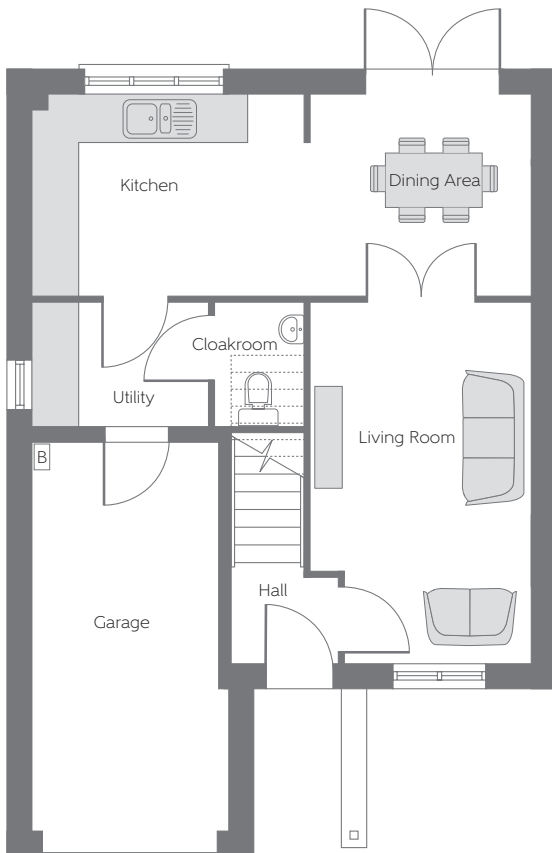 Kitchen
Dining Area
Cloakroom
Utility
Living Room
B
Hall
Garage